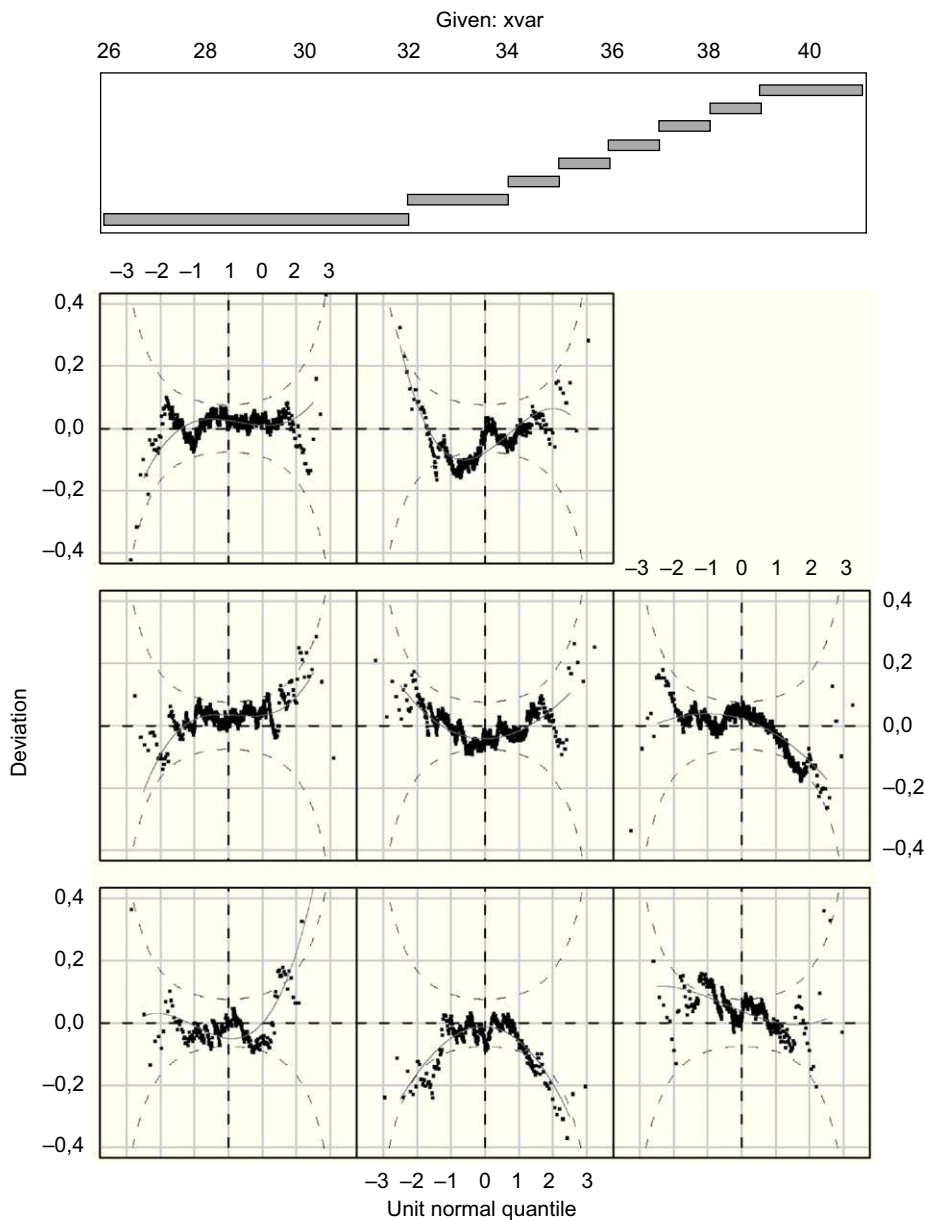 Given: xvar
26 28 30 32 34 36 38 40
–3 –2 –1 1 0 2 3
0,4
0,2
0,0
–0,2
–0,4
–3 –2 –1 0 1 2 3
Deviation
0,4
0,2
0,0
–0,2
–0,4
0,4
0,2
0,0
–0,2
–0,4
–3 –2 –1 0 1 2 3
Unit normal quantile